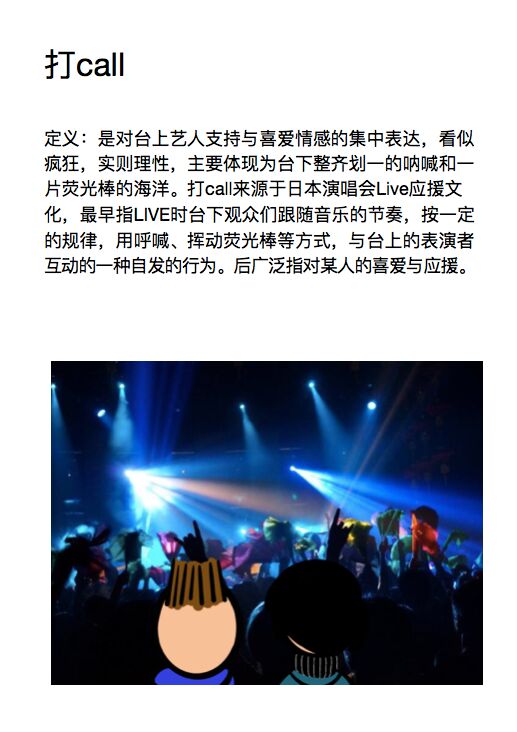 打call
定义：是对台上艺人支持与喜爱情感的集中表达，看似
疯狂，实则理性，主要体现为台下整齐划一的呐喊和一
片荧光棒的海洋。打call来源于日本演唱会Live应援文
化，最早指LIVE时台下观众们跟随音乐的节奏，按一定
的规律，用呼喊、挥动荧光棒等方式，与台上的表演者
互动的一种自发的行为。后广泛指对某人的喜爱与应援。